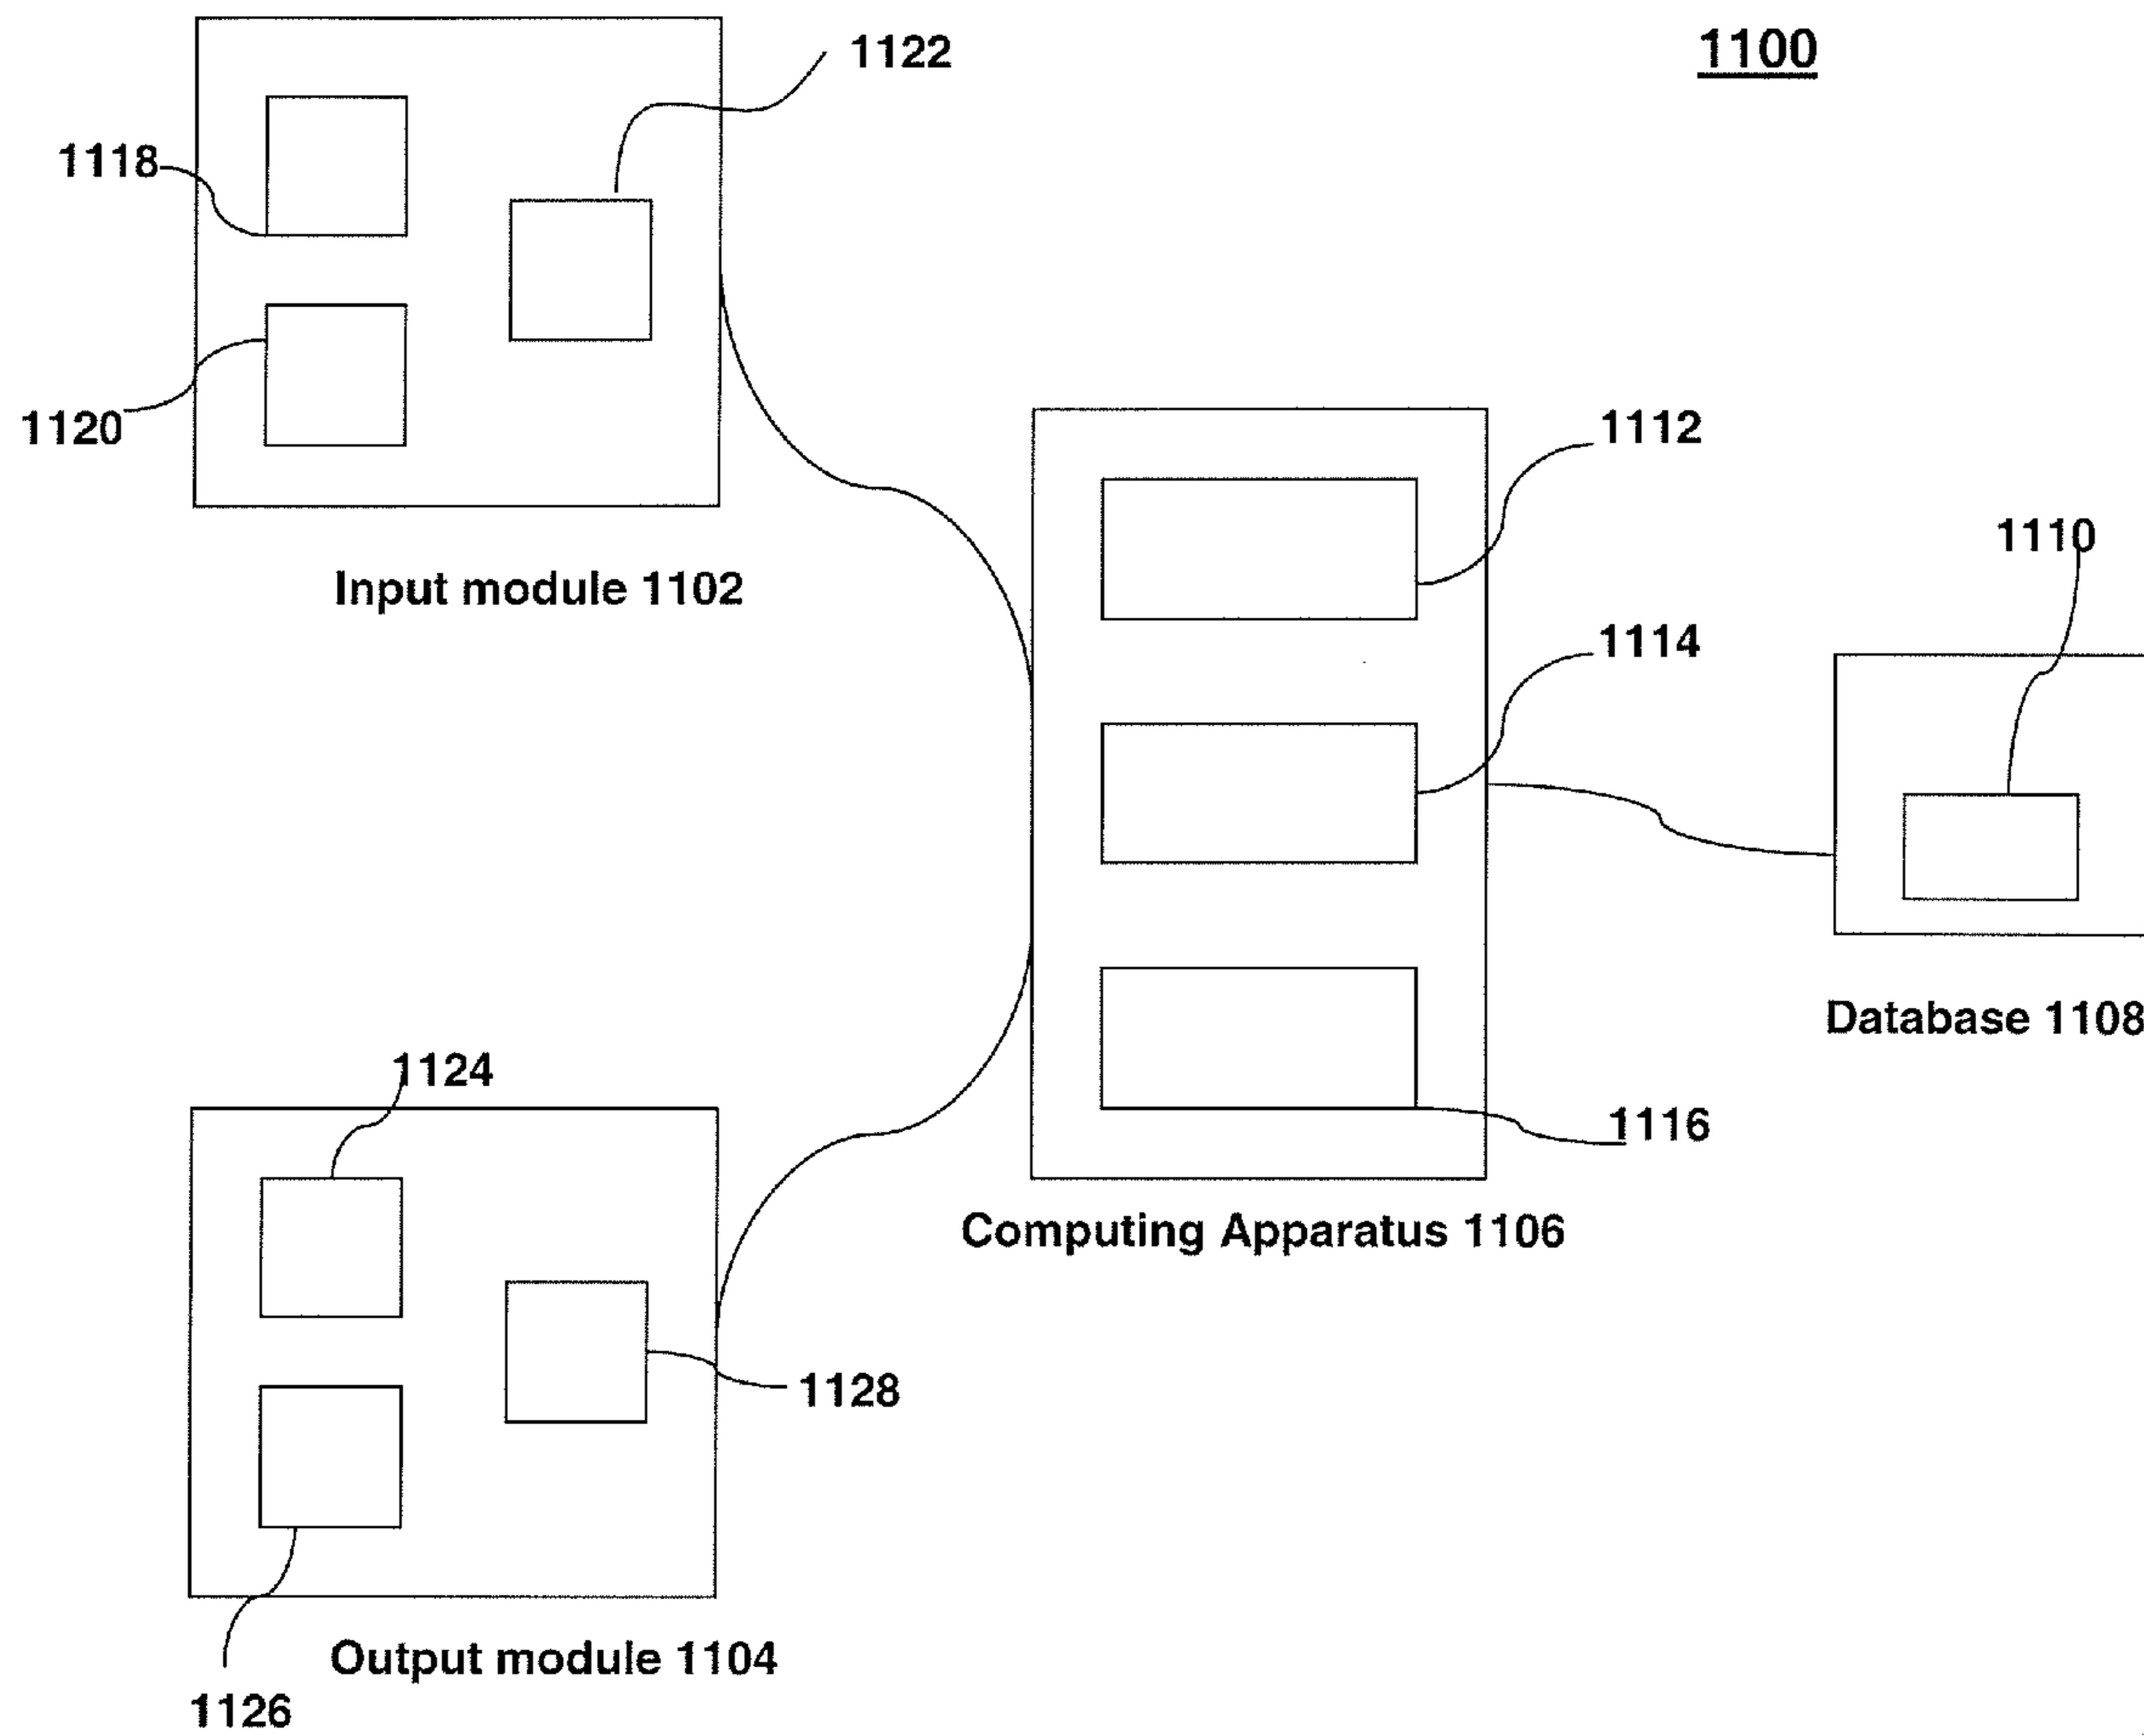 1100
1122
1118
1120
Input module 1102
1112
1110
1114
Database 1108
1124
1116
Computing Apparatus 1106
1128
Output module 1104
1126